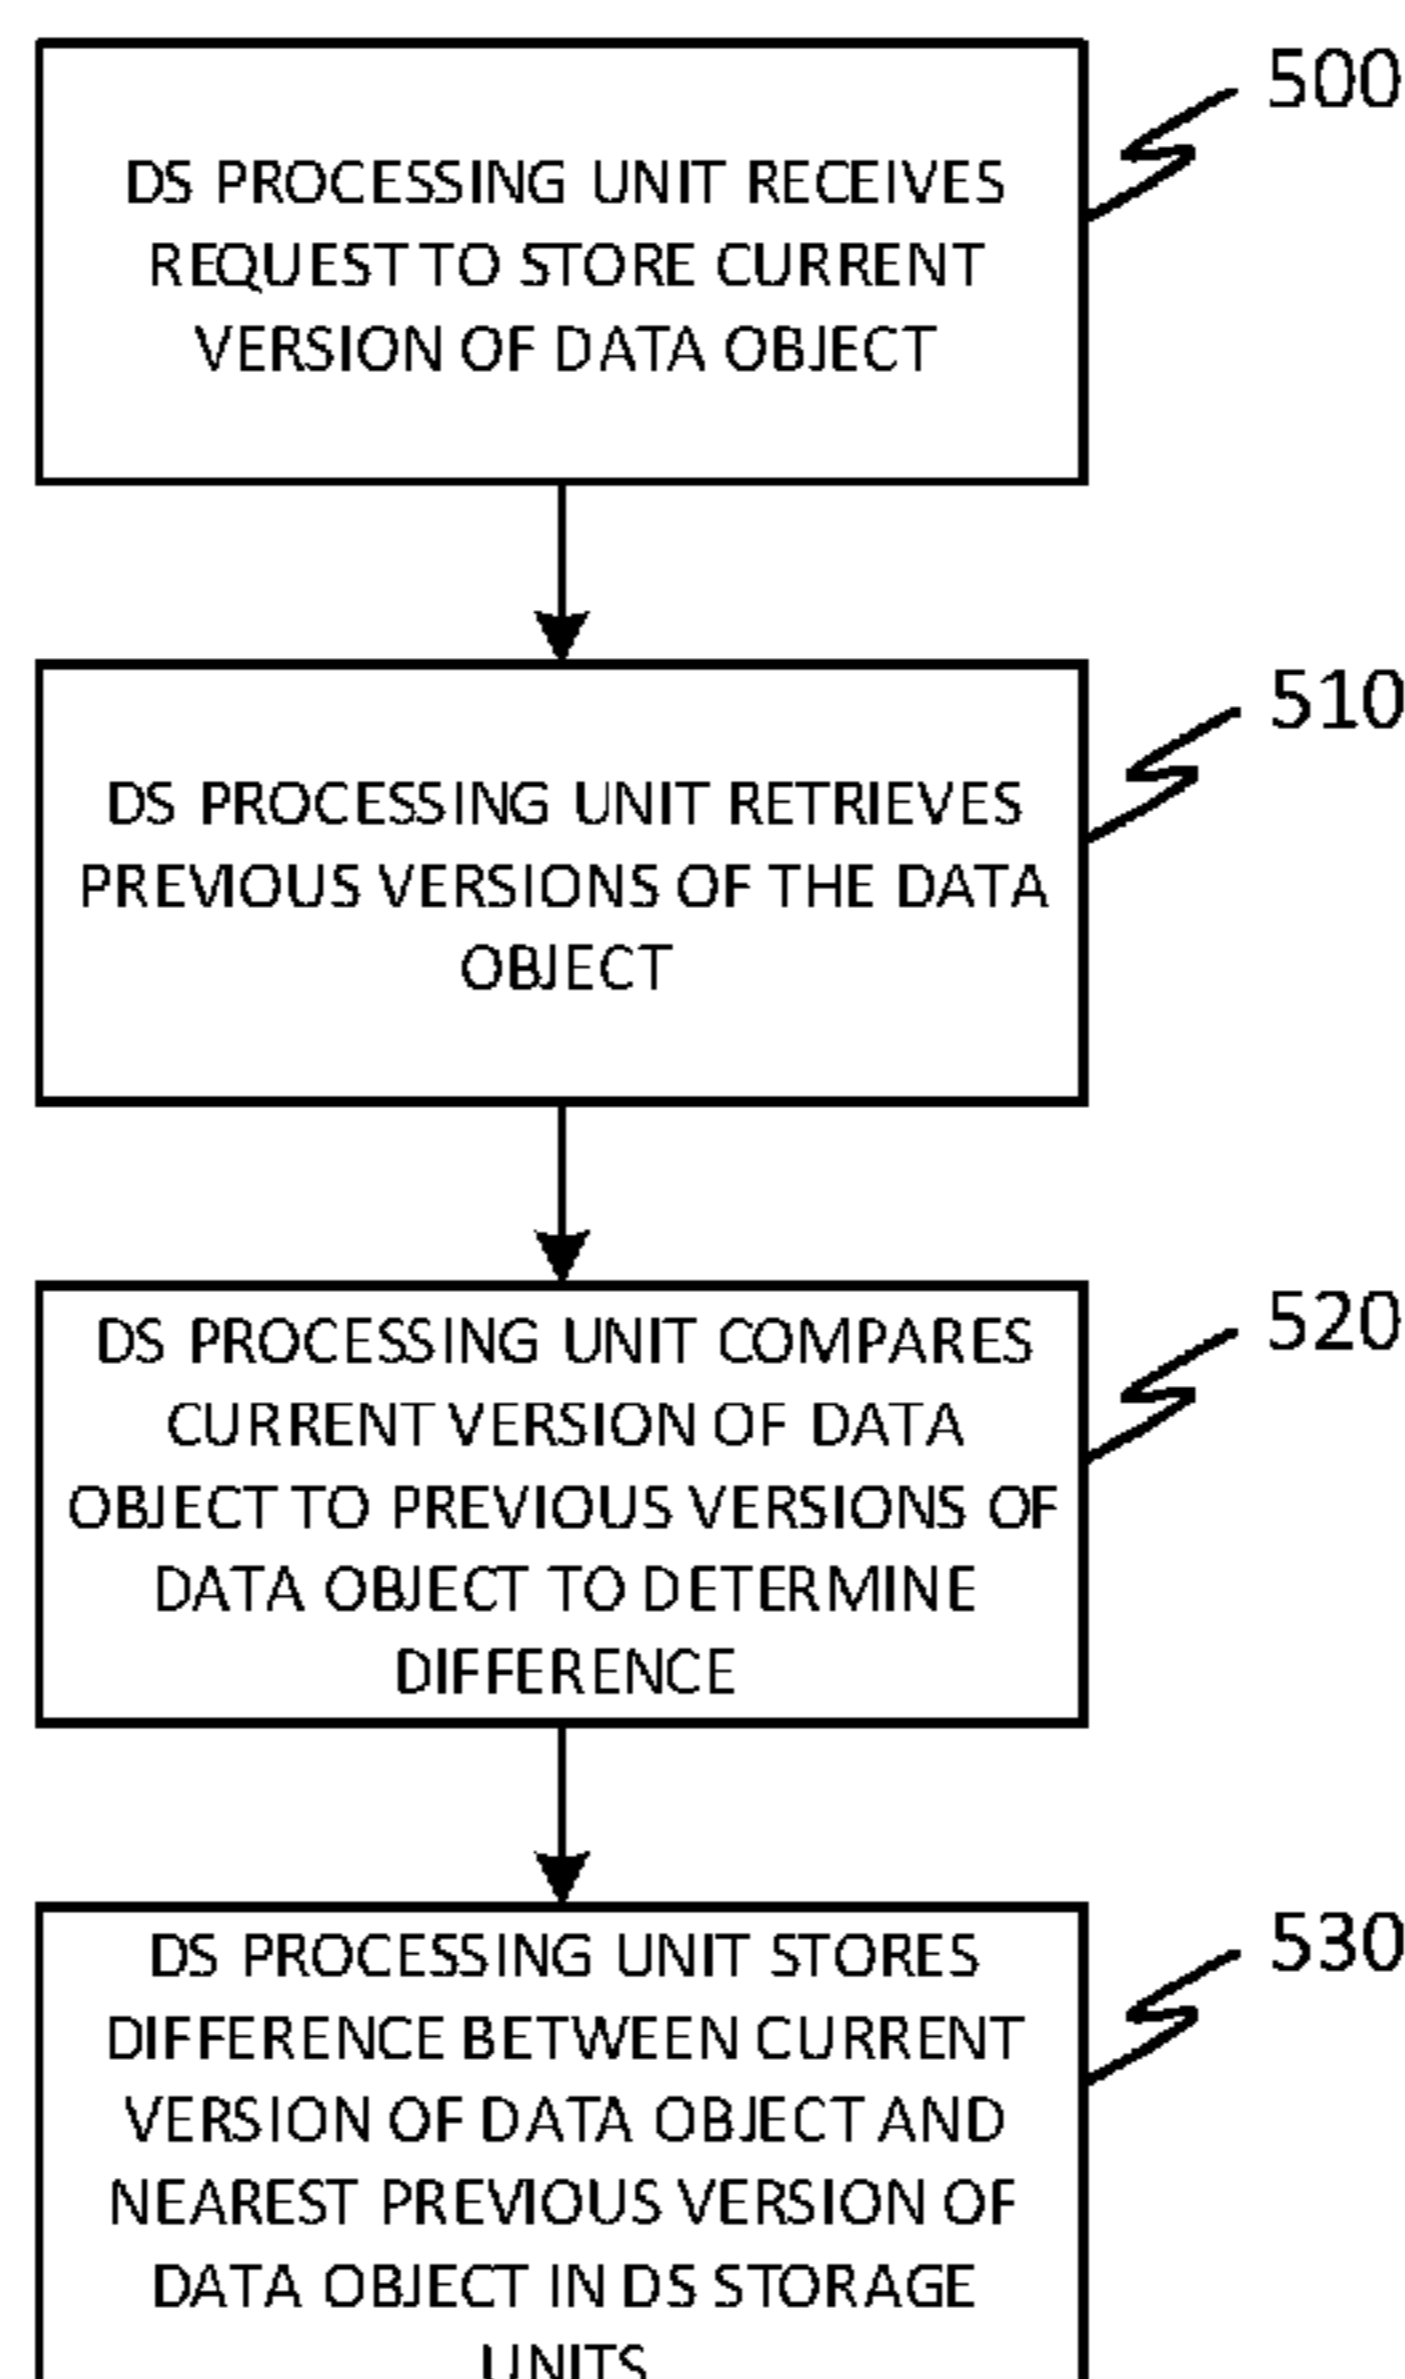 500
DS PROCESSING UNIT RECEIVES
REQUEST TO STORE CURRENT
VERSION OF DATA OBJECT
510
DS PROCESSING UNIT RETRIEVES
PREVIOUS VERSIONS OF THE DATA
OBJECT
520
DS PROCESSING UNIT COMPARES
CURRENT VERSION OF DATA
OBJECT TO PREVIOUS VERSIONS OF
DATA OBJECT TO DETERMINE
DIFFERENCE
530
DS PROCESSING UNIT STORES
DIFFERENCE BETWEEN CURRENT
VERSION OF DATA OBJECT AND
NEAREST PREVIOUS VERSION OF
DATA OBJECT IN DS STORAGE
UNITS